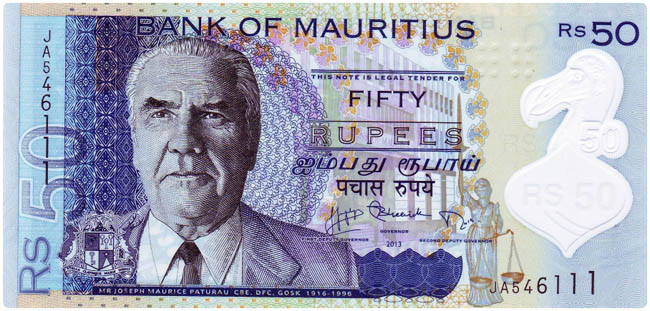 BANK OF MAURITIUS
Rs 50
JA546111
THIS NOTE IS LEGAL TENDER FOR
FIFTY
RUPEES
ஐம்பது ரூபாய்
पचास रुपये
Rs 50
50
RS 50
GOVERNOR
FIRST DEPUTY GOVERNOR
2013
SECOND DEPUTY GOVERNOR
JA546111
MR JOSEPH MAURICE PATURAU CBE, DFC, GOSK 1916-1996